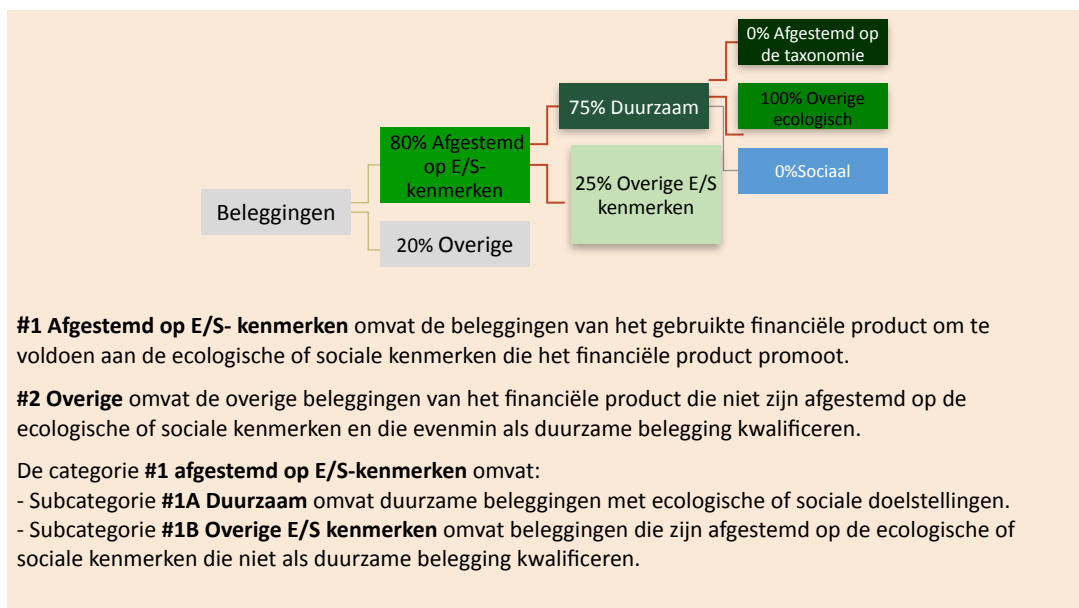 0% Afgestemd op
de taxonomie
75% Duurzaam
100% Overige
ecologisch
80% Afgestemd
op E/S-
kenmerken
0%Sociaal
25% Overige E/S
kenmerken
Beleggingen
20% Overige
#1 Afgestemd op E/S- kenmerken omvat de beleggingen van het gebruikte financiële product om te
voldoen aan de ecologische of sociale kenmerken die het financiële product promoot.
#2 Overige omvat de overige beleggingen van het financiële product die niet zijn afgestemd op de
ecologische of sociale kenmerken en die evenmin als duurzame belegging kwalificeren.
De categorie #1 afgestemd op E/S-kenmerken omvat:
- Subcategorie #1A Duurzaam omvat duurzame beleggingen met ecologische of sociale doelstellingen.
- Subcategorie #1B Overige E/S kenmerken omvat beleggingen die zijn afgestemd op de ecologische of
sociale kenmerken die niet als duurzame belegging kwalificeren.